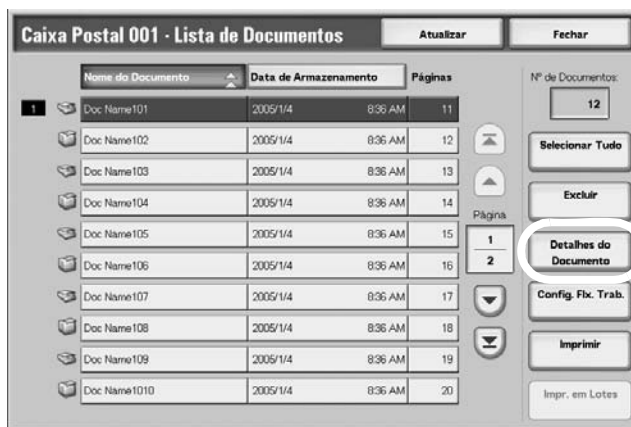 Caixa Postal 001 - Lista de Documentos Atualizar Fechar
Nome do Documento Data de Armazenamento Páginas Nº de Documentos:
1 Doc Name101 2005/1/4 8:36 AM 11 12
Doc Name102 2005/1/4 8:36 AM 12 Selecionar Tudo
Doc Name103 2005/1/4 8:36 AM 13
Doc Name104 2005/1/4 8:36 AM 14 Excluir
Página
Doc Name105 2005/1/4 8:36 AM 15 1 Detalhes do
Doc Name106 2005/1/4 8:36 AM 16 2 Documento
Doc Name107 2005/1/4 8:36 AM 17 Config. Flx. Trab.
Doc Name108 2005/1/4 8:36 AM 18 Imprimir
Doc Name109 2005/1/4 8:36 AM 19
Doc Name1010 2005/1/4 8:36 AM 20 Impr. em Lotes